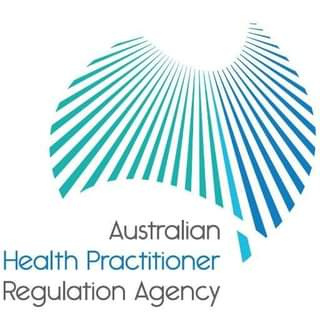 Australian
Health Practitioner
Regulation Agency